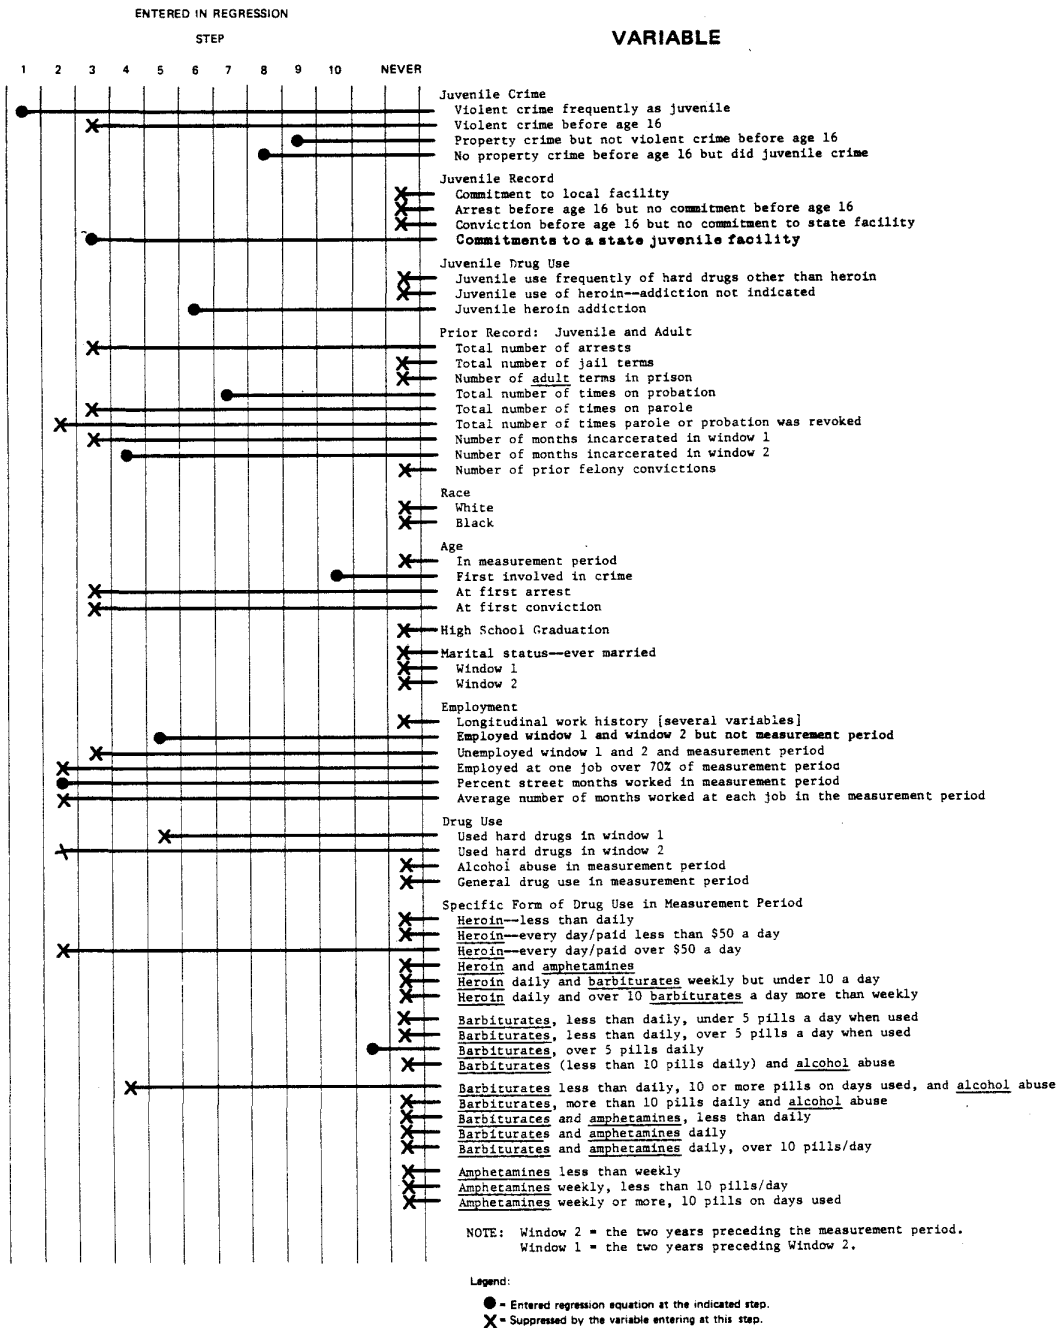 ENTERED IN REGRESSION
STEP
VARIABLE
1 2 3 4 5 6 7 8 9 10 NEVER
Juvenile Crime
Violent crime frequently as juvenile
Violent crime before age 16
Property crime but not violent crime before age 16
No property crime before age 16 but did juvenile crime
Juvenile Record
Commitment to local facility
Arrest before age 16 but no commitment before age 16
Conviction before age 16 but no commitment to state facility
Commitments to a state juvenile facility
Juvenile Drug Use
Juvenile use frequently of hard drugs other than heroin
Juvenile use of heroin--addiction not indicated
Juvenile heroin addiction
Prior Record: Juvenile and Adult
Total number of arrests
Total number of jail terms
Number of adult terms in prison
Total number of times on probation
Total number of times on parole
Total number of times parole or probation was revoked
Number of months incarcerated in window 1
Number of months incarcerated in window 2
Number of prior felony convictions
Race
White
Black
Age
In measurement period
First involved in crime
At first arrest
At first conviction
High School Graduation
Marital status--ever married
Window 1
Window 2
Employment
Longitudinal work history [several variables]
Employed window 1 and window 2 but not measurement period
Unemployed window 1 and 2 and measurement period
Employed at one job over 70% of measurement period
Percent street months worked in measurement period
Average number of months worked at each job in the measurement period
Drug Use
Used hard drugs in window 1
Used hard drugs in window 2
Alcohol abuse in measurement period
General drug use in measurement period
Specific Form of Drug Use in Measurement Period
Heroin--less than daily
Heroin--every day/paid less than $50 a day
Heroin--every day/paid over $50 a day
Heroin and amphetamines
Heroin daily and barbiturates weekly but under 10 a day
Heroin daily and over 10 barbiturates a day more than weekly
Barbiturates, less than daily, under 5 pills a day when used
Barbiturates, less than daily, over 5 pills a day when used
Barbiturates, over 5 pills daily
Barbiturates (less than 10 pills daily) and alcohol abuse
Barbiturates less than daily, 10 or more pills on days used, and alcohol abuse
Barbiturates, more than 10 pills daily and alcohol abuse
Barbiturates and amphetamines, less than daily
Barbiturates and amphetamines daily
Barbiturates and amphetamines daily, over 10 pills/day
Amphetamines less than weekly
Amphetamines weekly, less than 10 pills/day
Amphetamines weekly or more, 10 pills on days used
NOTE: Window 2 = the two years preceding the measurement period.
Window 1 = the two years preceding Window 2.
Legend:
● = Entered regression equation at the indicated step.
X = Suppressed by the variable entering at this step.